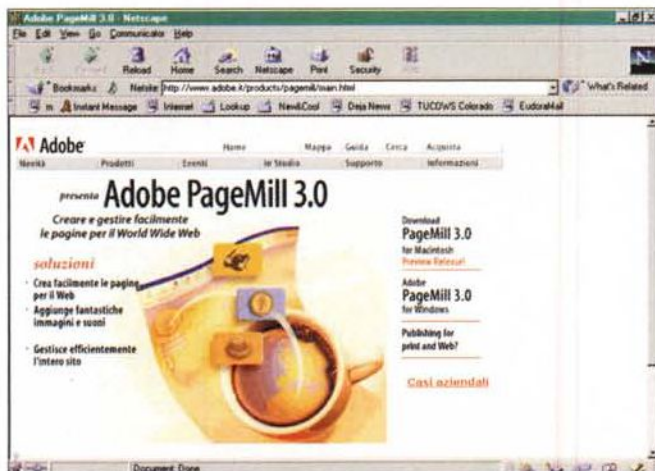 Adobe PageMill 3.0 - Netscape
File Edit View Go Communicator Help
Reload Home Search Netscape Print Security
Bookmarks Netsite http://www.adobe.it/products/pagemill/main.html What's Related
m Instant Message Internet Lookup New&Cool Deja News TUCOWS Colorado EudoraMail
Adobe
Home Mappa Guida Cerca Acquista
Novità Prodotti Eventi In Studio Supporto Informazioni
presenta Adobe PageMill 3.0
Creare e gestire facilmente
le pagine per il World Wide Web
soluzioni
· Crea facilmente le pagine
per il Web
· Aggiunge fantastiche
immagini e suoni
· Gestisce efficientemente
l'intero sito
Download
PageMill 3.0
for Macintosh
Preview Release!
Adobe
PageMill 3.0
for Windows
Publishing for
print and Web?
Casi aziendali
Document: Done